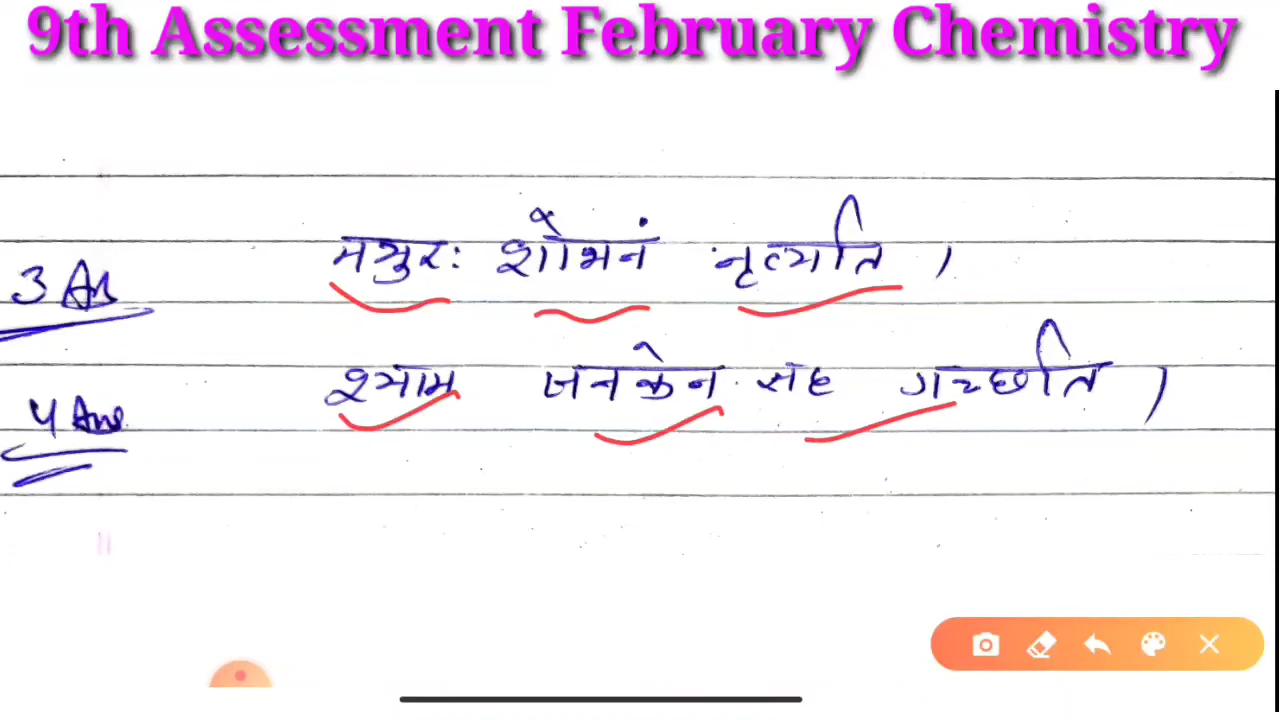 9th Assessment February Chemistry
3 Ans मयुरः शोभनं नृत्यति ।
4 Ans श्याम जनकेन सह गच्छति ।